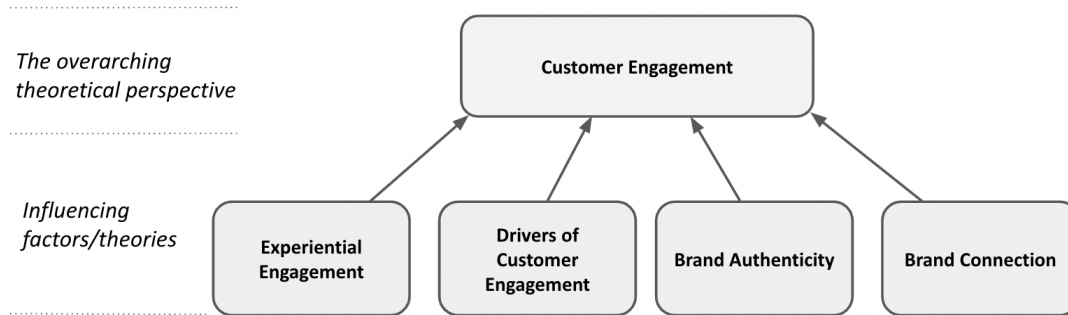 The overarching
theoretical perspective
Customer Engagement
Influencing
factors/theories
Experiential
Engagement
Drivers of
Customer
Engagement
Brand Authenticity
Brand Connection